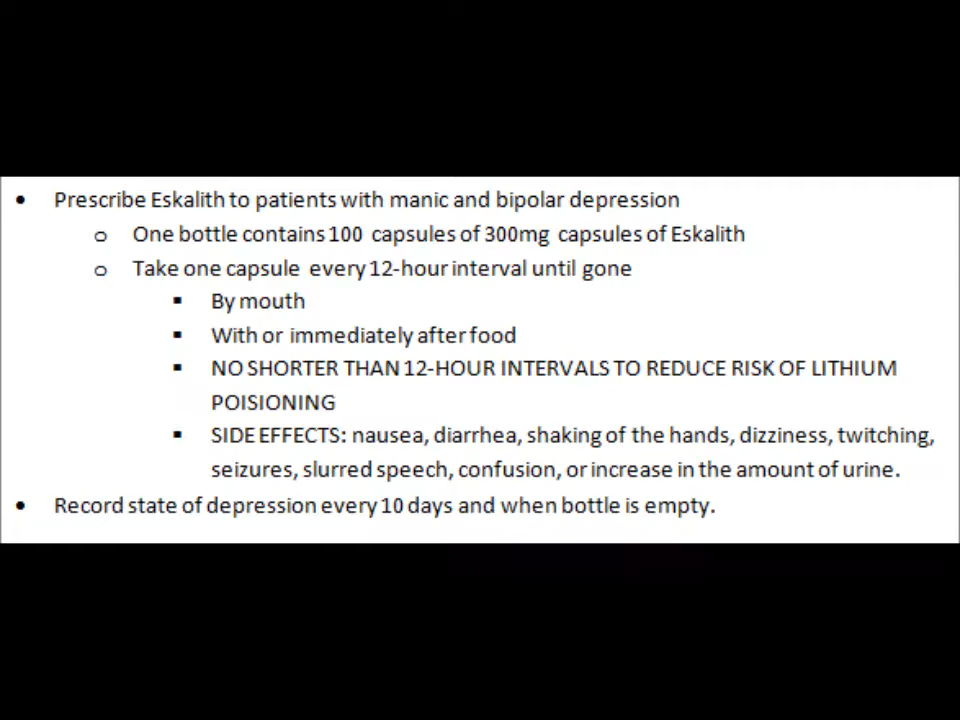 • Prescribe Eskalith to patients with manic and bipolar depression
o One bottle contains 100 capsules of 300mg capsules of Eskalith
o Take one capsule every 12-hour interval until gone
▪ By mouth
▪ With or immediately after food
▪ NO SHORTER THAN 12-HOUR INTERVALS TO REDUCE RISK OF LITHIUM
POISIONING
▪ SIDE EFFECTS: nausea, diarrhea, shaking of the hands, dizziness, twitching,
seizures, slurred speech, confusion, or increase in the amount of urine.
• Record state of depression every 10 days and when bottle is empty.